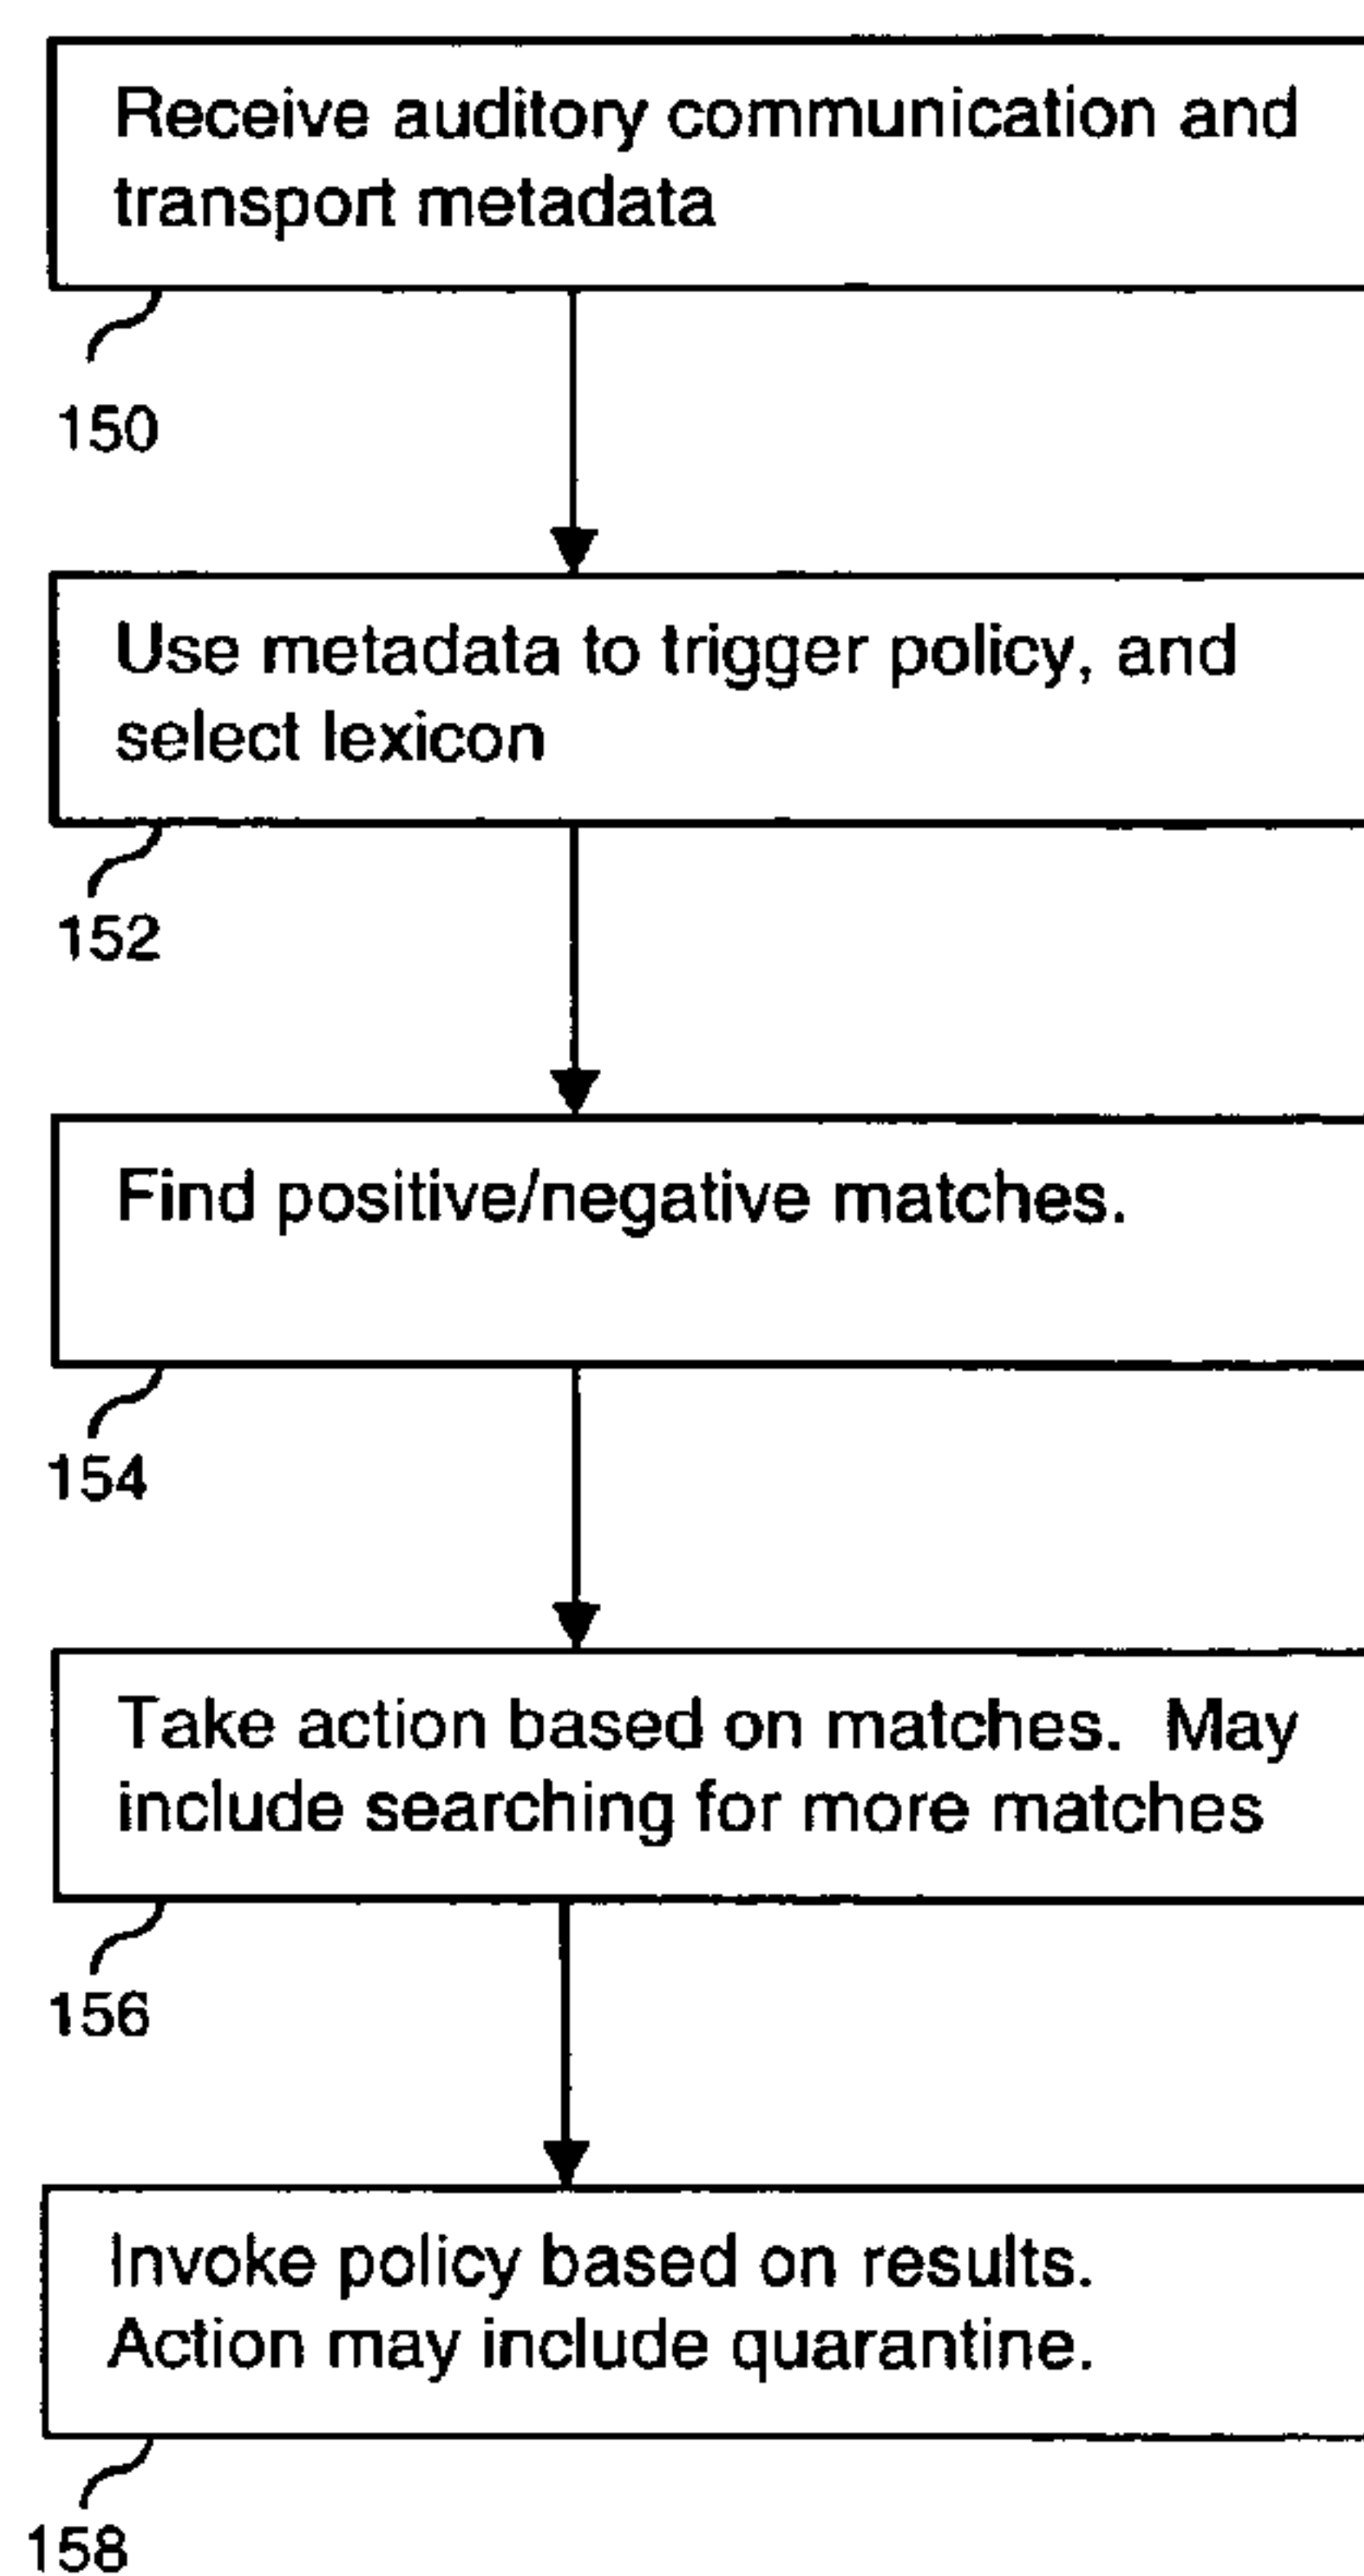 Receive auditory communication and
transport metadata
150
Use metadata to trigger policy, and
select lexicon
152
Find positive/negative matches.
154
Take action based on matches.  May
include searching for more matches
156
Invoke policy based on results.
Action may include quarantine.
158